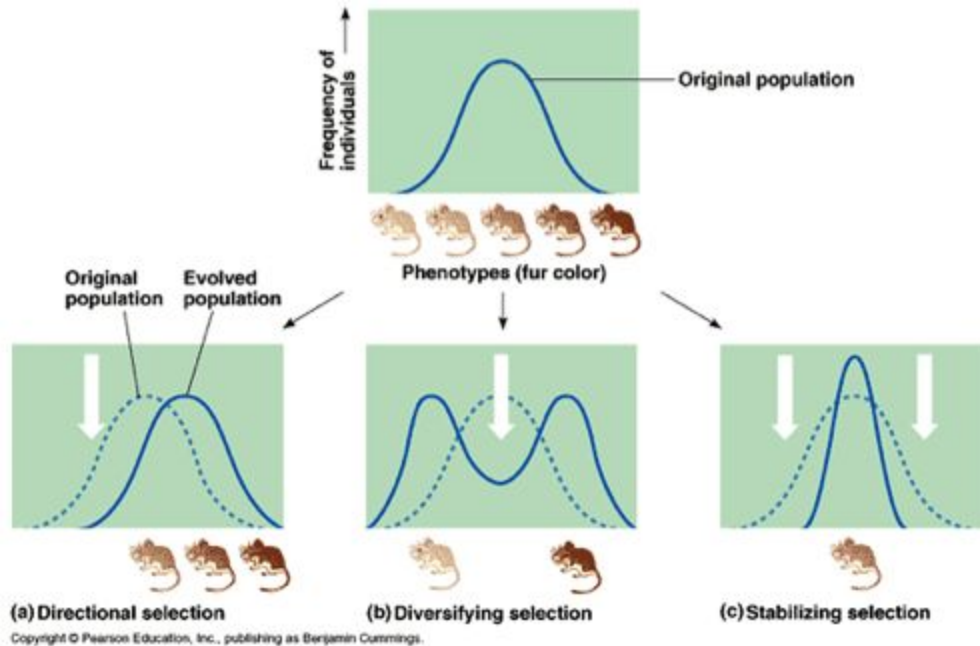 Frequency of
individuals
Original population
Phenotypes (fur color)
Original
population
Evolved
population
(a) Directional selection
(b) Diversifying selection
(c) Stabilizing selection
Copyright © Pearson Education, Inc., publishing as Benjamin Cummings.